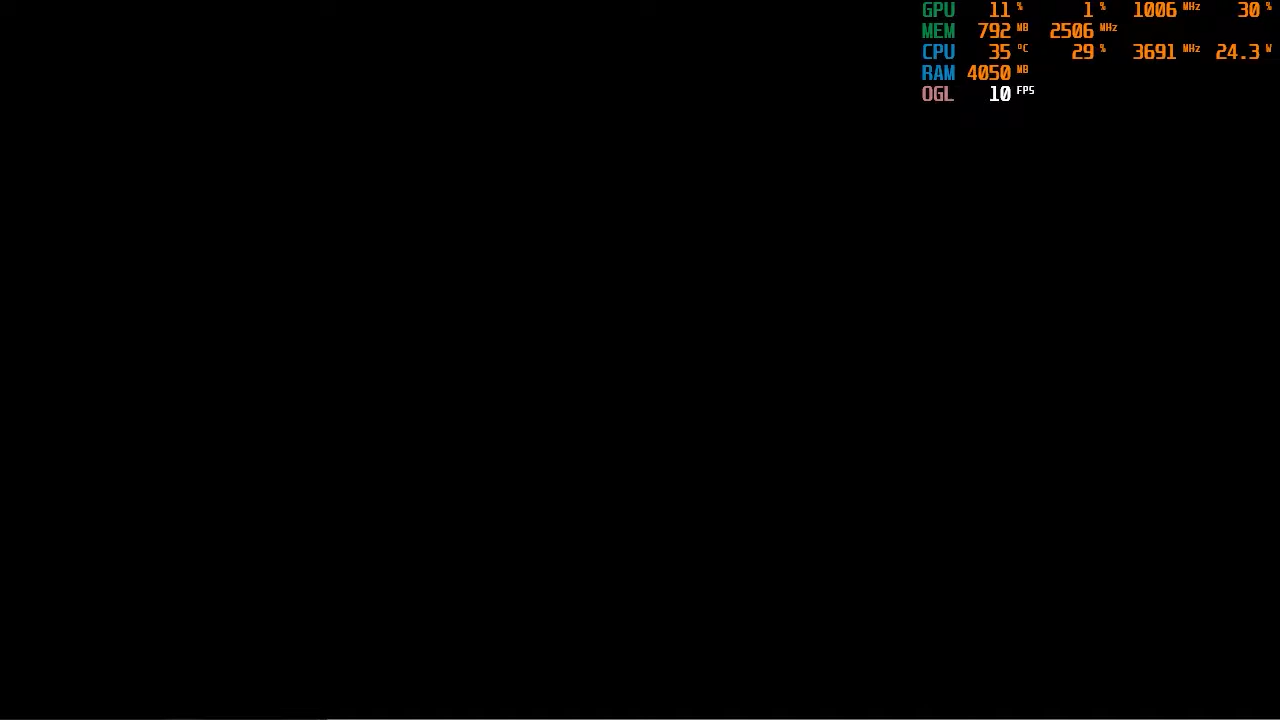 GPU 11 % 1 % 1006 MHz 30 %
MEM 792 MB 2506 MHz
CPU 35 °C 29 % 3691 MHz 24.3 W
RAM 4050 MB
OGL 10 FPS